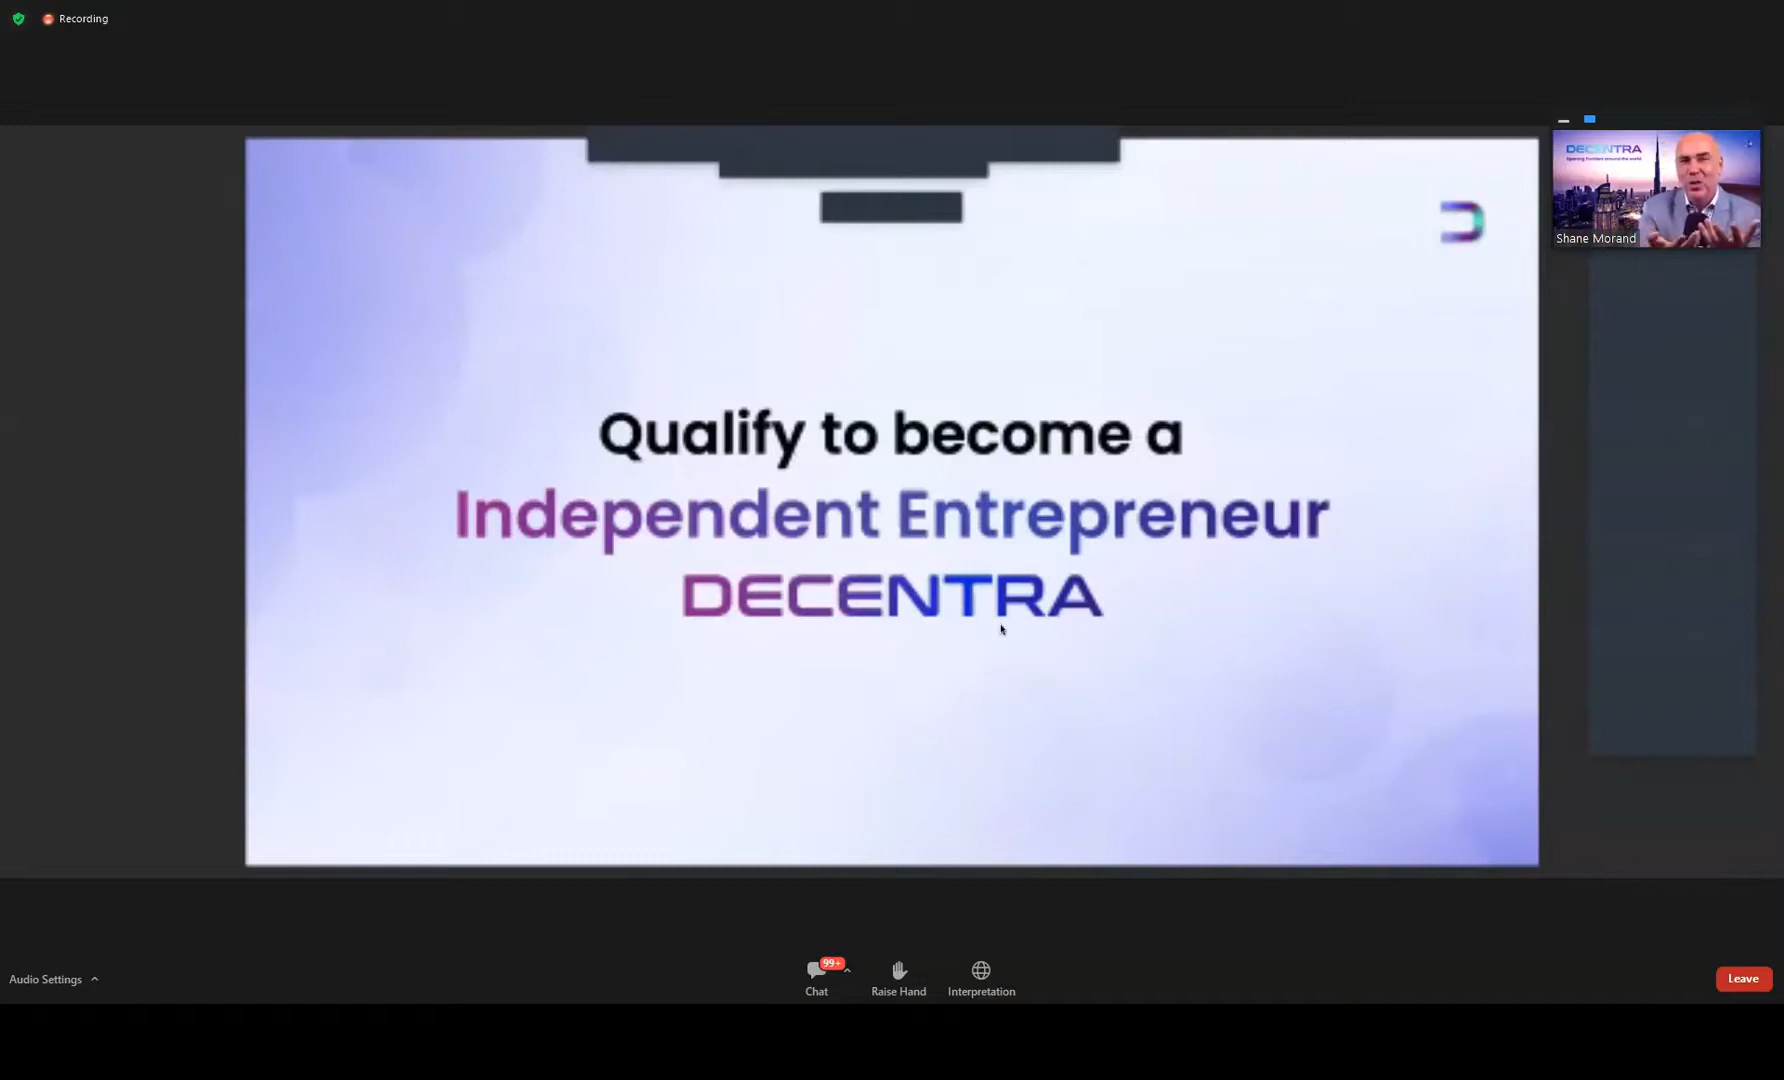 Recording
DECENTRA
Shane Morand
Qualify to become a
Independent Entrepreneur
DECENTRA
Audio Settings
99+
Chat
Raise Hand
Interpretation
Leave